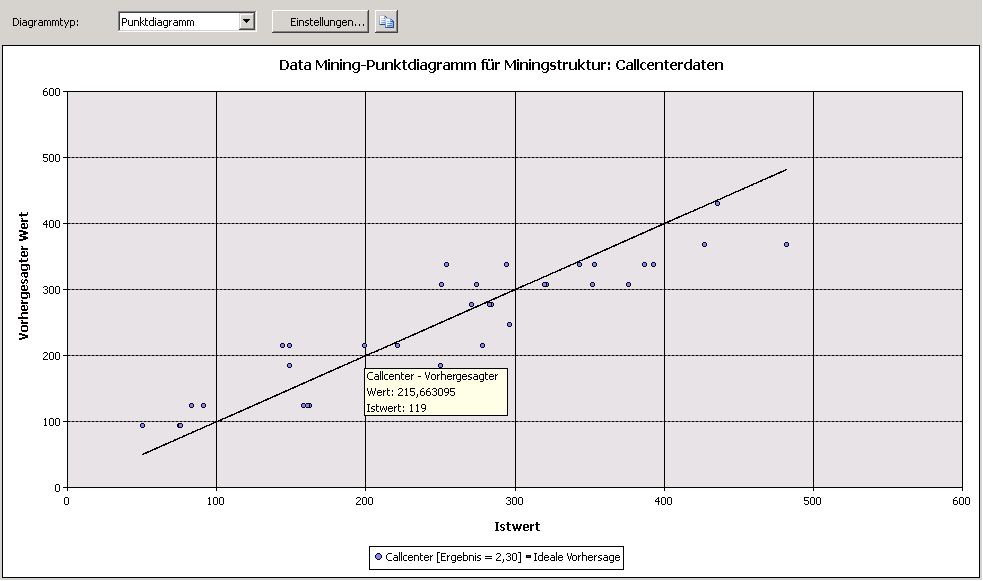 Diagrammtyp: Punktdiagramm Einstellungen...
Data Mining-Punktdiagramm für Miningstruktur: Callcenterdaten
Vorhergesagter Wert
600
500
400
300
200
100
0
Callcenter - Vorhergesagter
Wert: 215,663095
Istwert: 119
0 100 200 300 400 500 600
Istwert
Callcenter [Ergebnis = 2,30] Ideale Vorhersage